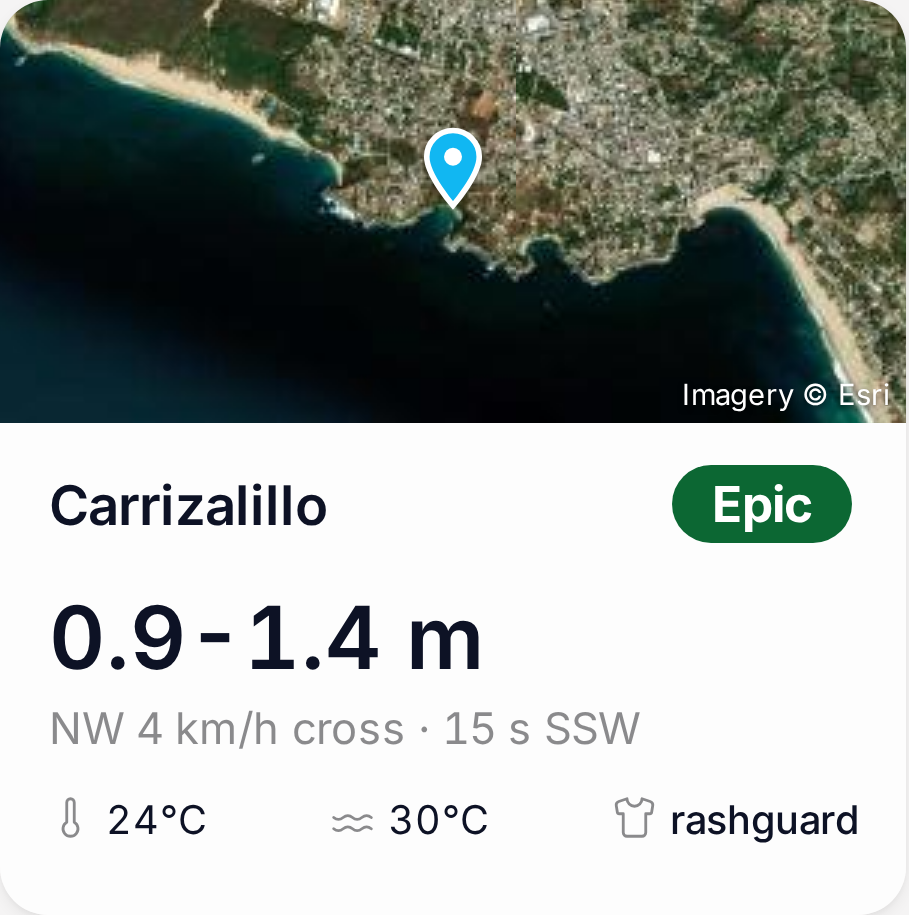 Imagery © Esri
Carrizalillo
Epic
0.9-1.4 m
NW 4 km/h cross · 15 s SSW
24°C
30°C
rashguard